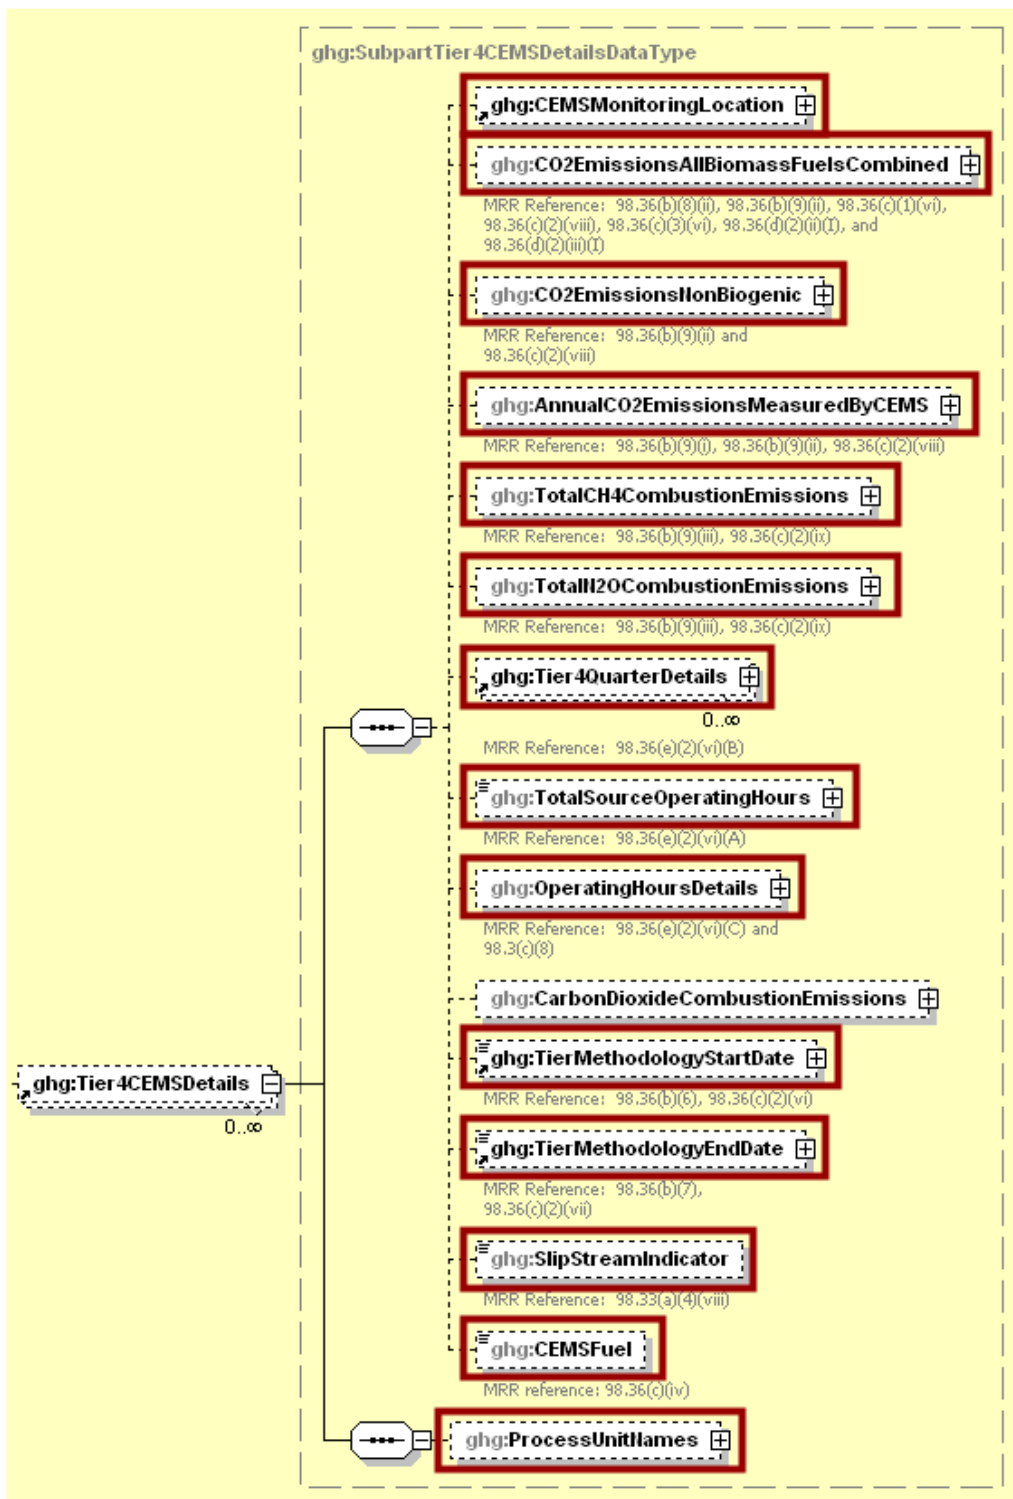 ghg:SubpartTier4CEMSDetailsDataType
ghg:CEMSMonitoringLocation
ghg:CO2EmissionsAllBiomassFuelsCombined
MRR Reference: 98.36(b)(8)(ii), 98.36(b)(9)(ii), 98.36(c)(1)(vi),
98.36(c)(2)(viii), 98.36(c)(3)(vi), 98.36(d)(2)(ii)(I), and
98.36(d)(2)(iii)(I)
ghg:CO2EmissionsNonBiogenic
MRR Reference: 98.36(b)(9)(ii) and
98.36(c)(2)(viii)
ghg:AnnualCO2EmissionsMeasuredByCEMS
MRR Reference: 98.36(b)(9)(i), 98.36(b)(9)(ii), 98.36(c)(2)(viii)
ghg:TotalCH4CombustionEmissions
MRR Reference: 98.36(b)(9)(iii), 98.36(c)(2)(ix)
ghg:TotalN2OCombustionEmissions
MRR Reference: 98.36(b)(9)(iii), 98.36(c)(2)(ix)
ghg:Tier4QuarterDetails
0..∞
MRR Reference: 98.36(e)(2)(vi)(B)
ghg:TotalSourceOperatingHours
MRR Reference: 98.36(e)(2)(vi)(A)
ghg:OperatingHoursDetails
MRR Reference: 98.36(e)(2)(vi)(C) and
98.3(c)(8)
ghg:CarbonDioxideCombustionEmissions
ghg:TierMethodologyStartDate
MRR Reference: 98.36(b)(6), 98.36(c)(2)(vi)
ghg:Tier4CEMSDetails
0..∞
ghg:TierMethodologyEndDate
MRR Reference: 98.36(b)(7),
98.36(c)(2)(vii)
ghg:SlipStreamIndicator
MRR Reference: 98.33(a)(4)(viii)
ghg:CEMSFuel
MRR reference: 98.36(c)(iv)
ghg:ProcessUnitNames